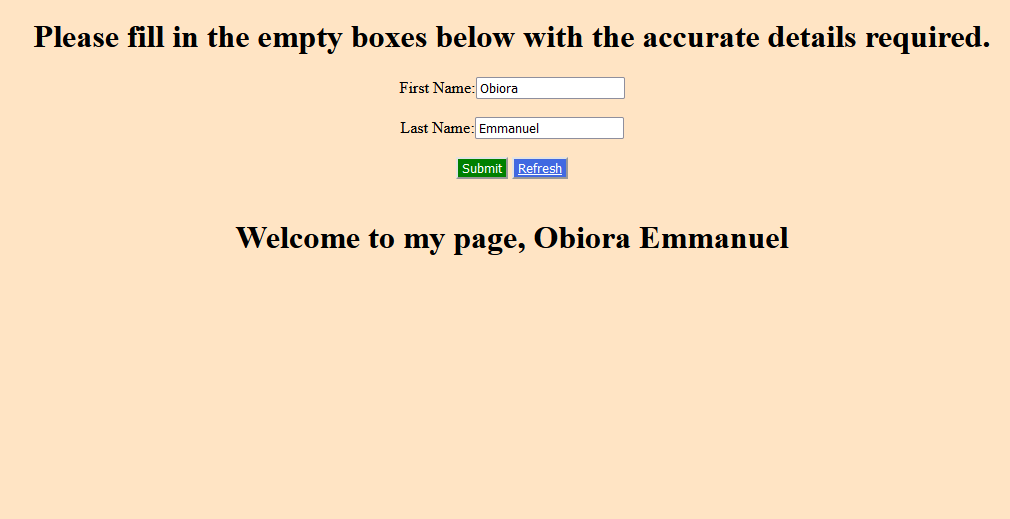 Please fill in the empty boxes below with the accurate details required.
First Name: Obiora
Last Name: Emmanuel
Submit Refresh
Welcome to my page, Obiora Emmanuel